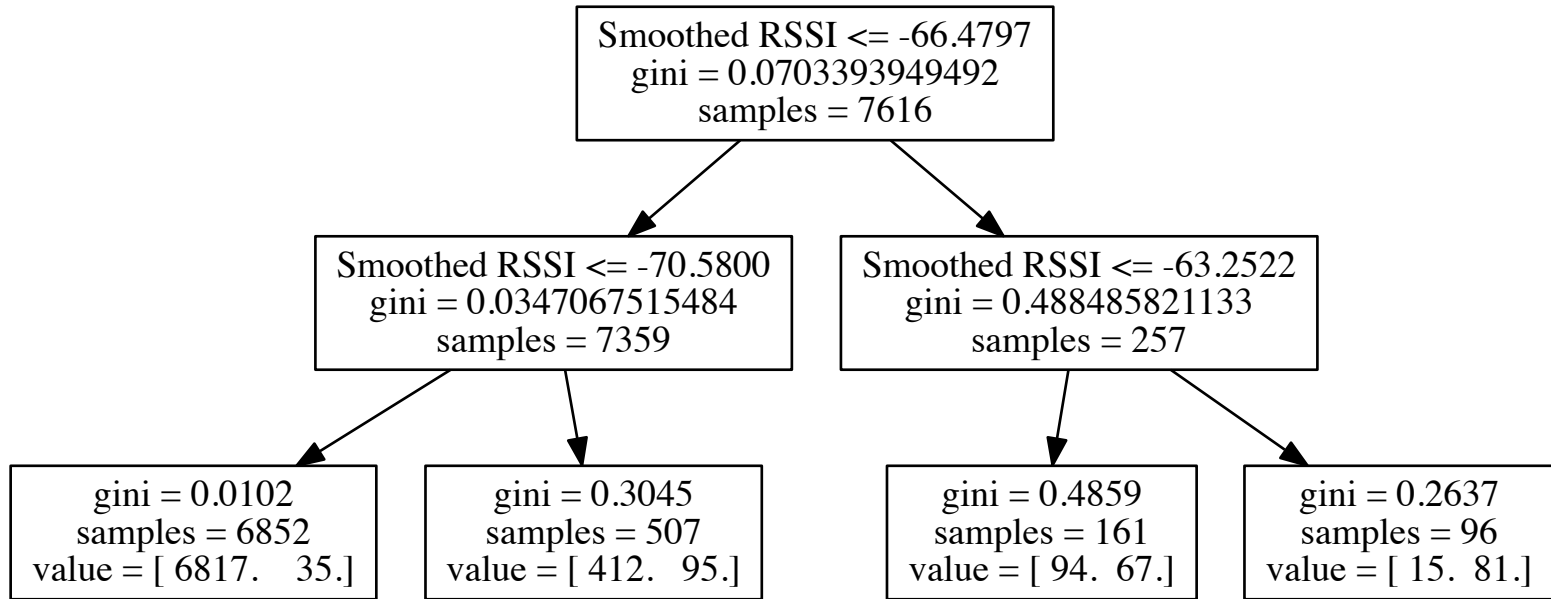 Smoothed RSSI <= -66.4797
gini = 0.0703393949492
samples = 7616
Smoothed RSSI <= -70.5800
gini = 0.0347067515484
samples = 7359
Smoothed RSSI <= -63.2522
gini = 0.488485821133
samples = 257
gini = 0.0102
samples = 6852
value = [ 6817. 35.]
gini = 0.3045
samples = 507
value = [ 412. 95.]
gini = 0.4859
samples = 161
value = [ 94. 67.]
gini = 0.2637
samples = 96
value = [ 15. 81.]